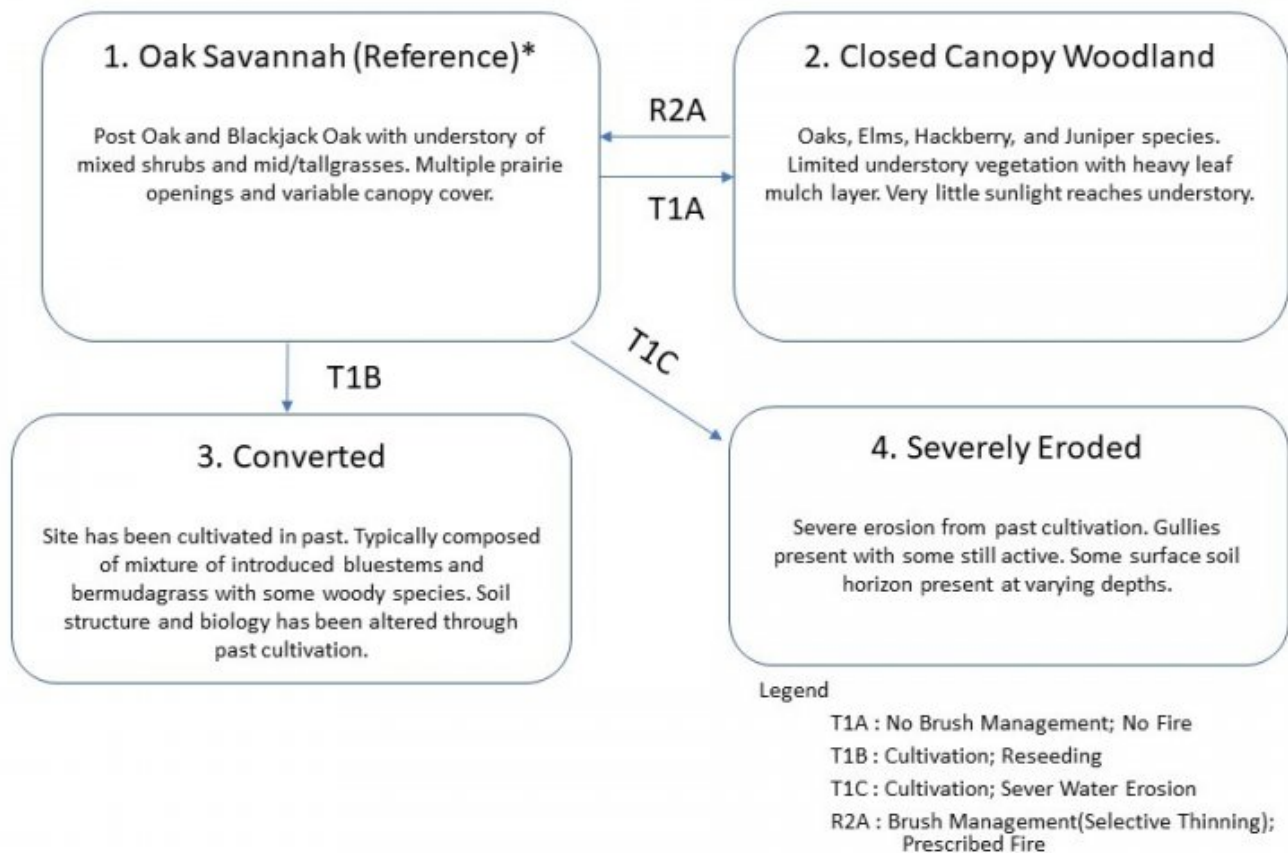 1. Oak Savannah (Reference)*
Post Oak and Blackjack Oak with understory of
mixed shrubs and mid/tallgrasses. Multiple prairie
openings and variable canopy cover.
R2A
T1A
2. Closed Canopy Woodland
Oaks, Elms, Hackberry, and Juniper species.
Limited understory vegetation with heavy leaf
mulch layer. Very little sunlight reaches understory.
T1B
T1C
3. Converted
Site has been cultivated in past. Typically composed
of mixture of introduced bluestems and
bermudagrass with some woody species. Soil
structure and biology has been altered through
past cultivation.
4. Severely Eroded
Severe erosion from past cultivation. Gullies
present with some still active. Some surface soil
horizon present at varying depths.
Legend
T1A : No Brush Management; No Fire
T1B : Cultivation; Reseeding
T1C : Cultivation; Sever Water Erosion
R2A : Brush Management(Selective Thinning);
Prescribed Fire